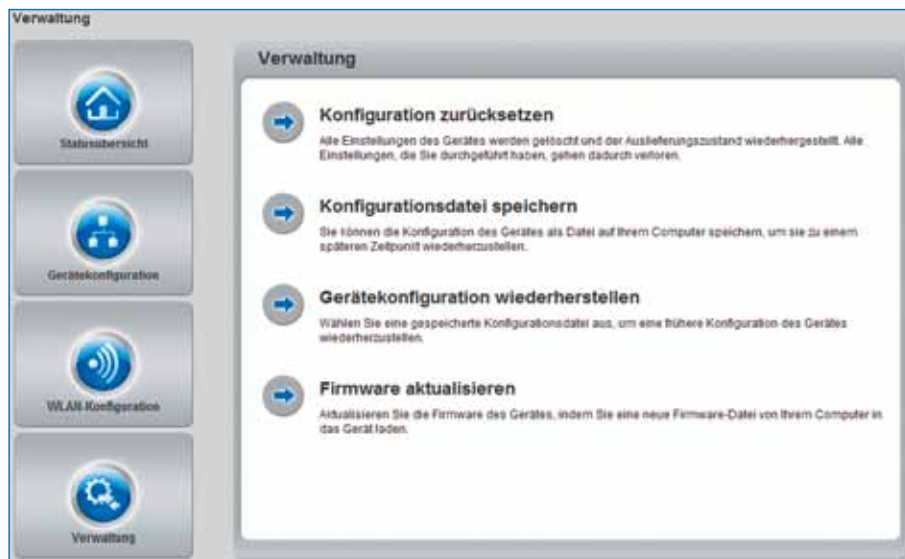 Verwaltung
Statusübersicht
Gerätekonfiguration
WLAN-Konfiguration
Verwaltung
Verwaltung
Konfiguration zurücksetzen
Alle Einstellungen des Gerätes werden gelöscht und der Auslieferungszustand wiederhergestellt. Alle
Einstellungen, die Sie durchgeführt haben, gehen dadurch verloren.
Konfigurationsdatei speichern
Sie können die Konfiguration des Gerätes als Datei auf Ihrem Computer speichern, um sie zu einem
späteren Zeitpunkt wiederherzustellen.
Gerätekonfiguration wiederherstellen
Wählen Sie eine gespeicherte Konfigurationsdatei aus, um eine frühere Konfiguration des Gerätes
wiederherzustellen.
Firmware aktualisieren
Aktualisieren Sie die Firmware des Gerätes, indem Sie eine neue Firmware-Datei von Ihrem Computer in
das Gerät laden.